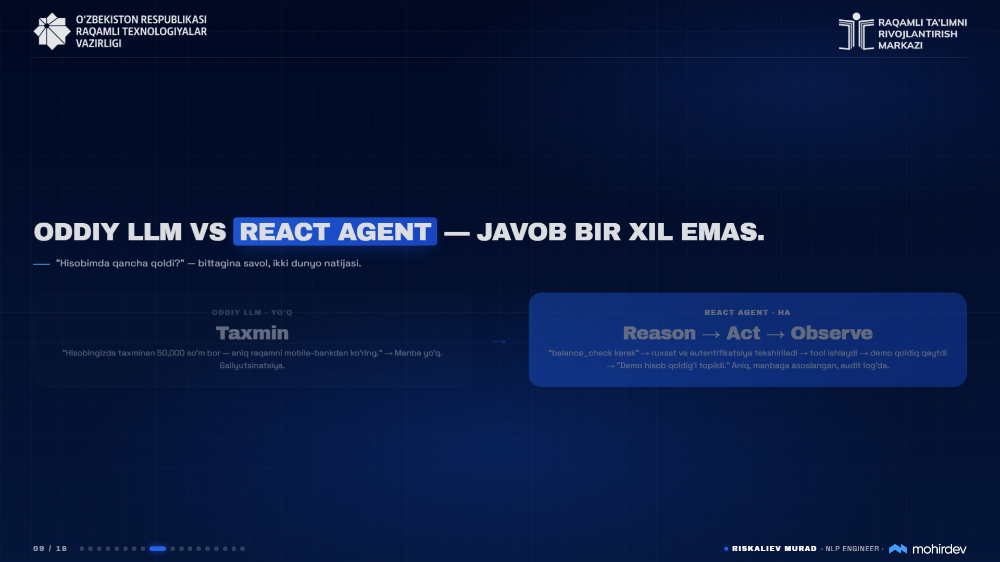 O'ZBEKISTON RESPUBLIKASI
RAQAMLI TEXNOLOGIYALAR
VAZIRLIGI
RAQAMLI TA'LIMNI
RIVOJLANTIRISH
MARKAZI
ODDIY LLM VS REACT AGENT — JAVOB BIR XIL EMAS.
"Hisobimda qancha qoldi?" — bittagina savol, ikki dunyo natijasi.
ODDIY LLM · YO'Q
Taxmin
"Hisobingizda taxminan 50,000 so'm bor — aniq raqamni mobile-bankdan ko'ring." → Manba yo'q.
Gallyutsinatsiya.
→
REACT AGENT · HA
Reason → Act → Observe
"balance_check kerak" → ruxsat va autentifikatsiya tekshiriladi → tool ishlaydi → demo qoldiq qaytdi
→ "Demo hisob qoldig'i topildi." Aniq, manbaga asoslangan, audit log'da.
09 / 18
RISKALIEV MURAD · NLP ENGINEER · mohirdev